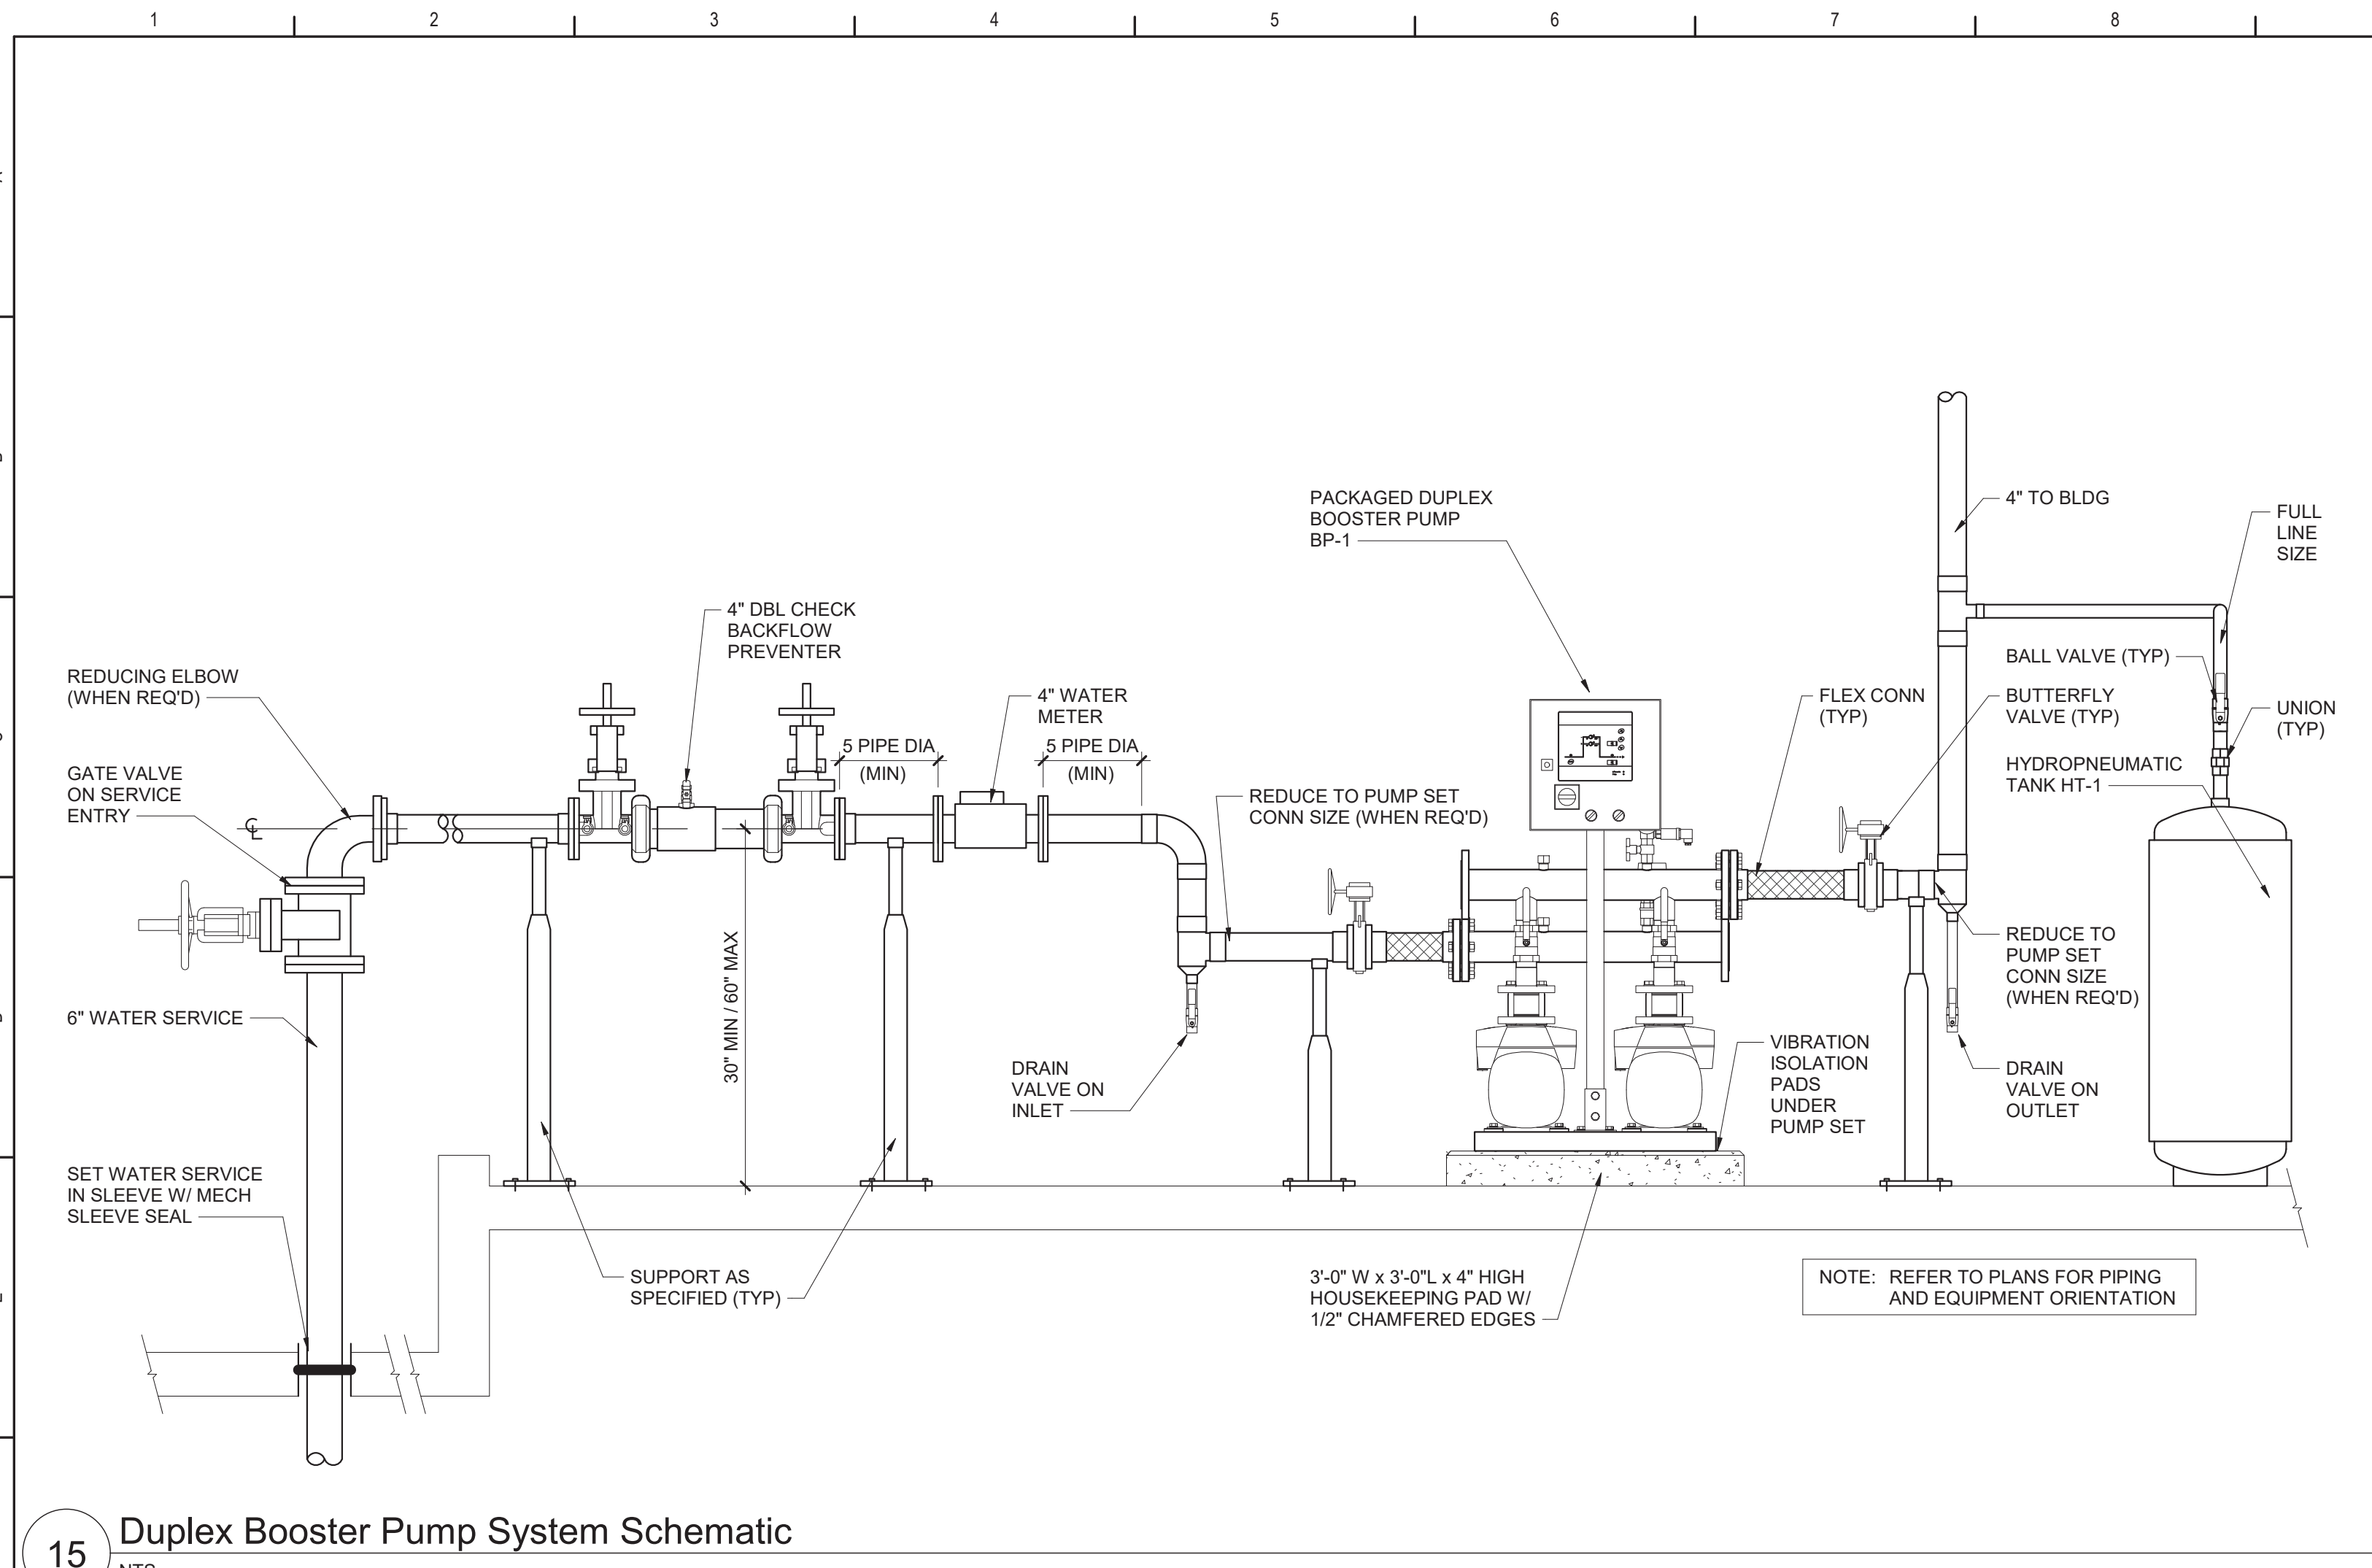 1 2 3 4 5 6 7 8
PACKAGED DUPLEX
BOOSTER PUMP
BP-1
4" TO BLDG
FULL
LINE
SIZE
4" DBL CHECK
BACKFLOW
PREVENTER
REDUCING ELBOW
(WHEN REQ'D)
4" WATER
METER
FLEX CONN
(TYP)
BALL VALVE (TYP)
BUTTERFLY
VALVE (TYP)
UNION
(TYP)
5 PIPE DIA
(MIN)
5 PIPE DIA
(MIN)
GATE VALVE
ON SERVICE
ENTRY
HYDROPNEUMATIC
TANK HT-1
REDUCE TO PUMP SET
CONN SIZE (WHEN REQ'D)
30" MIN / 60" MAX
REDUCE TO
PUMP SET
CONN SIZE
(WHEN REQ'D)
6" WATER SERVICE
DRAIN
VALVE ON
INLET
VIBRATION
ISOLATION
PADS
UNDER
PUMP SET
DRAIN
VALVE ON
OUTLET
SET WATER SERVICE
IN SLEEVE W/ MECH
SLEEVE SEAL
SUPPORT AS
SPECIFIED (TYP)
3'-0" W x 3'-0"L x 4" HIGH
HOUSEKEEPING PAD W/
1/2" CHAMFERED EDGES
NOTE: REFER TO PLANS FOR PIPING
AND EQUIPMENT ORIENTATION
15
Duplex Booster Pump System Schematic
NTS